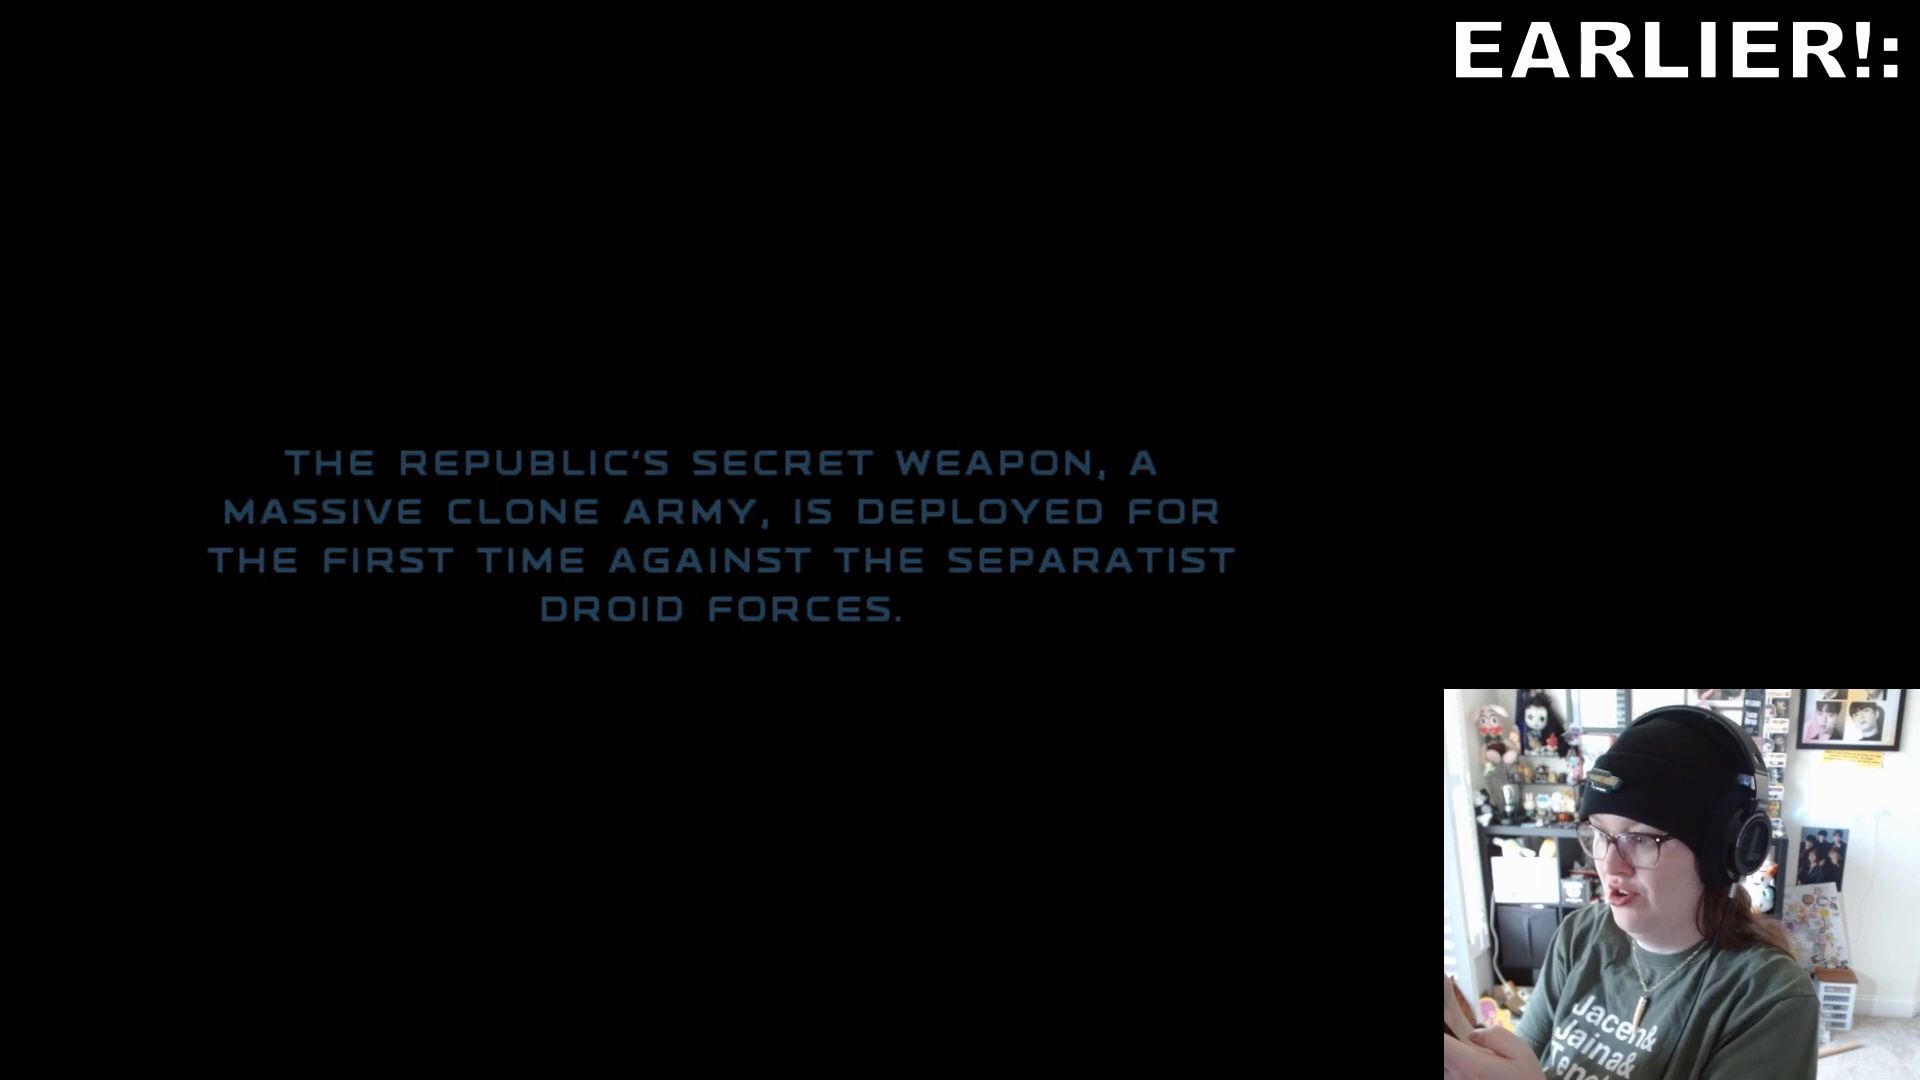 EARLIER!:
THE REPUBLIC'S SECRET WEAPON, A
MASSIVE CLONE ARMY, IS DEPLOYED FOR
THE FIRST TIME AGAINST THE SEPARATIST
DROID FORCES.
Jacen&
Jaina&